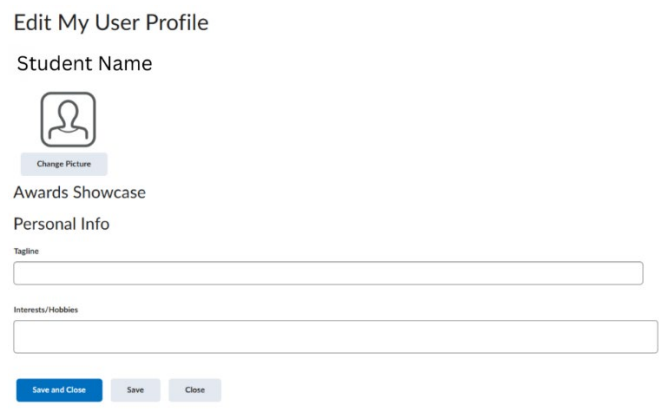 Edit My User Profile
Student Name
Change Picture
Awards Showcase
Personal Info
Tagline
Interests/Hobbies
Save and Close Save Close